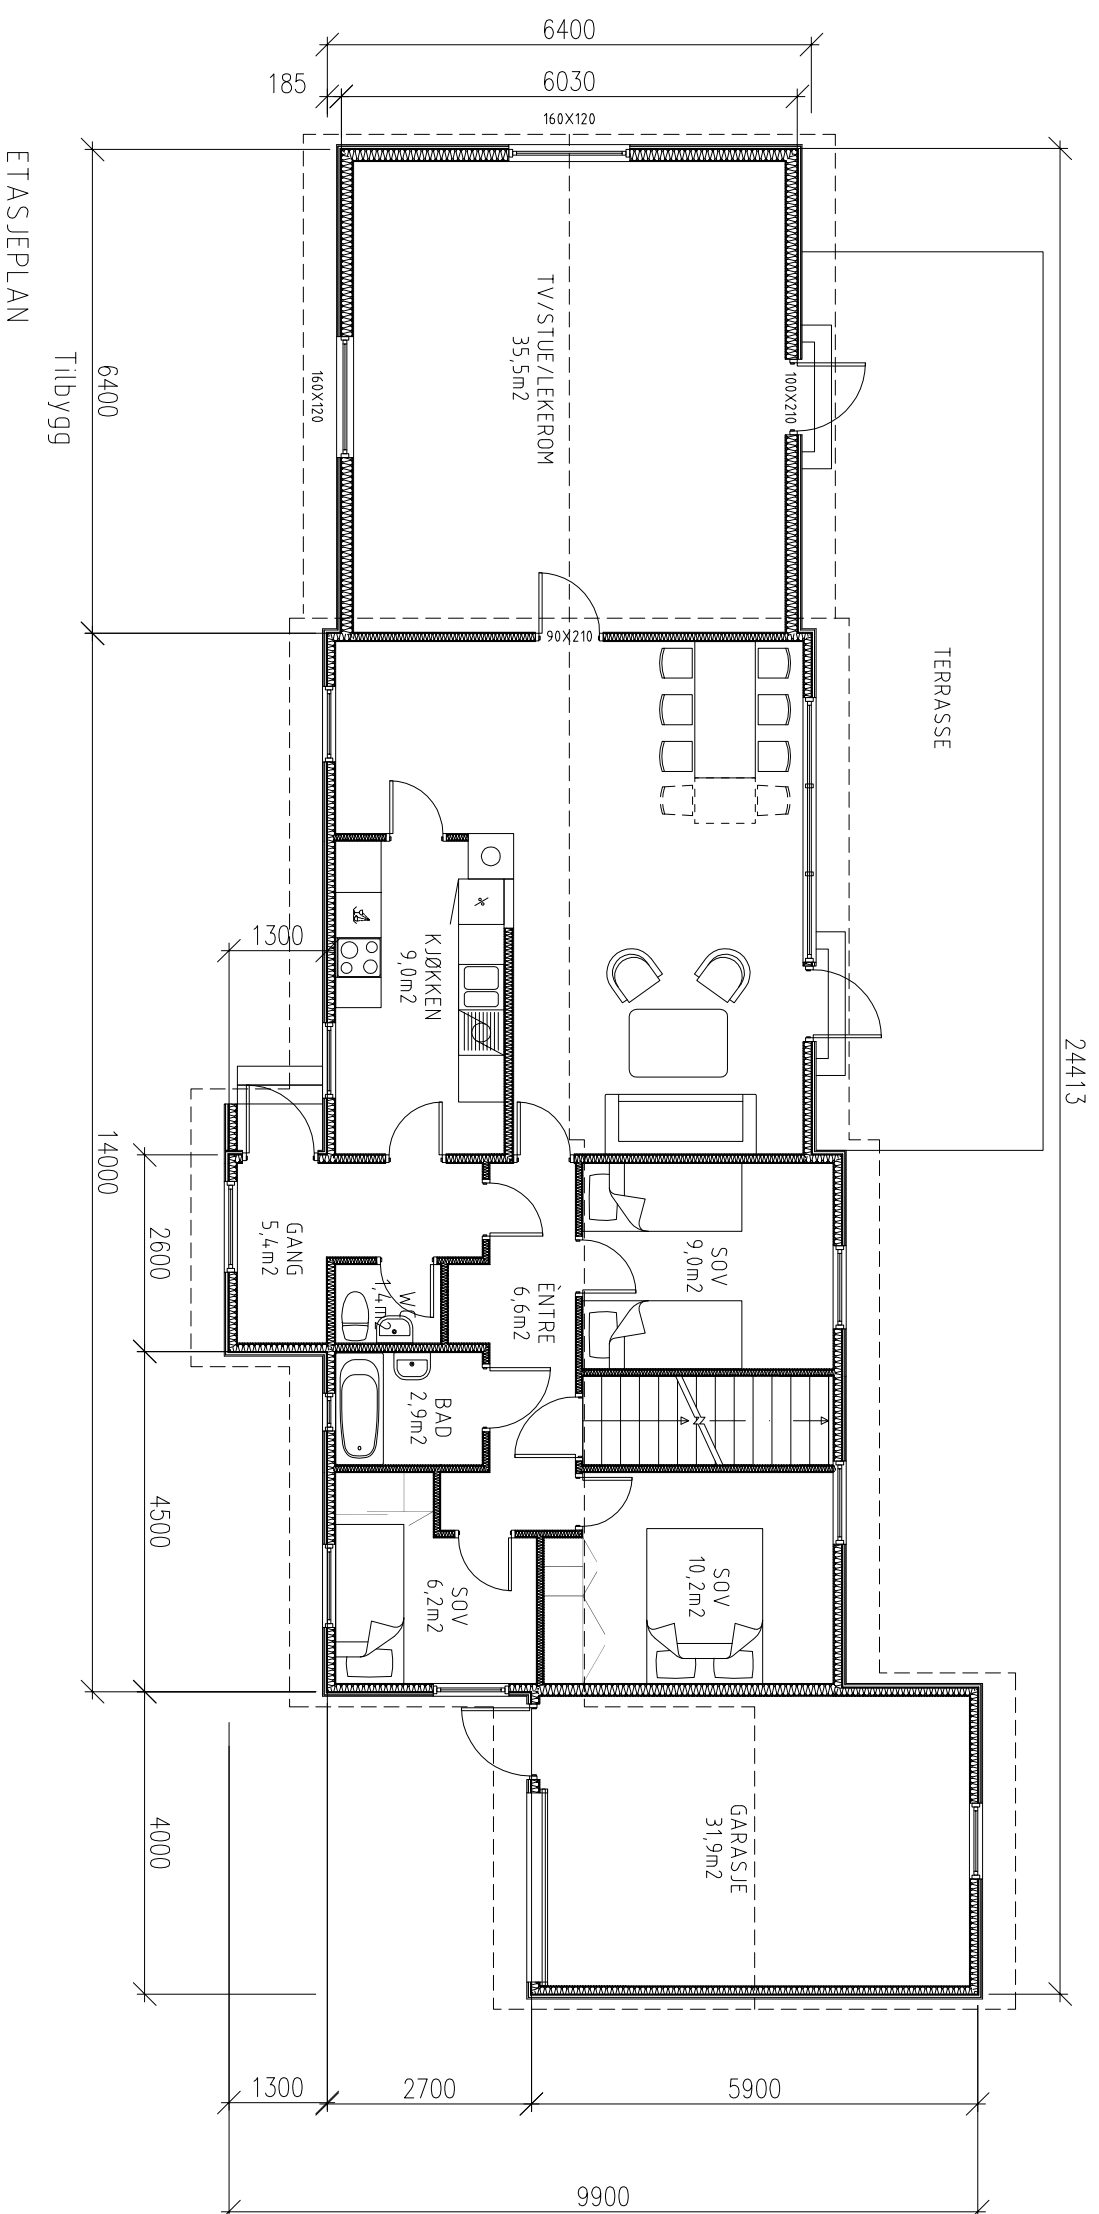 6400
6030
185
160X120
ETASJEPLAN
6400
Tilbygg
TV/STUE/LEKEROM
35,5m2
160X120
100X210
90X210
TERRASSE
24413
KJØKKEN
9,0m2
1300
14000
2600
GANG
5,4m2
WC
1,4m2
ÈNTRE
6,6m2
SOV
9,0m2
BAD
2,9m2
4500
SOV
6,2m2
SOV
10,2m2
4000
GARASJE
31,9m2
1300
2700
5900
9900